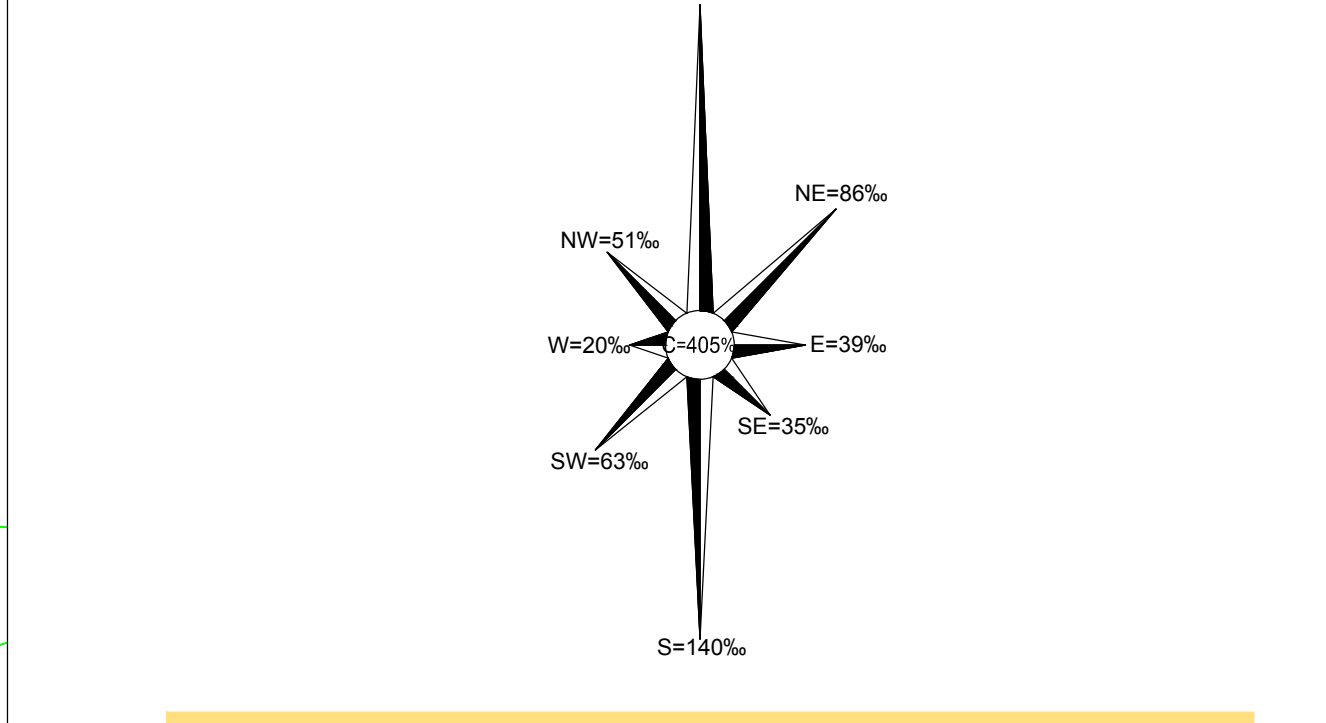 NE=86‰
NW=51‰
W=20‰
C=405%
E=39‰
SE=35‰
SW=63‰
S=140‰